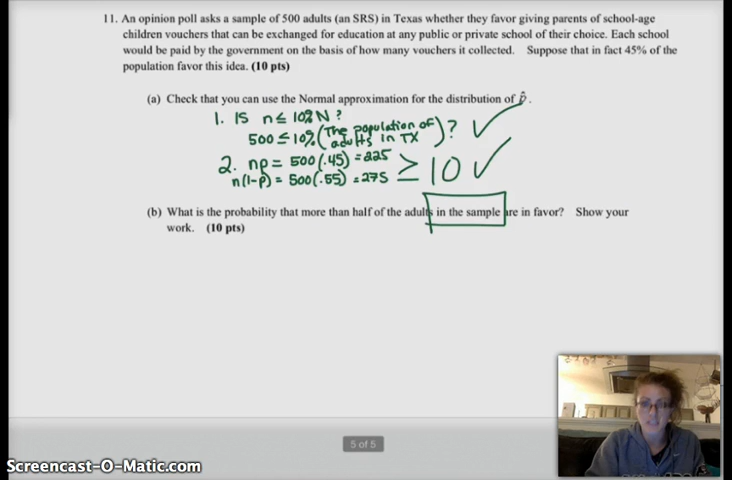 11. An opinion poll asks a sample of 500 adults (an SRS) in Texas whether they favor giving parents of school-age
children vouchers that can be exchanged for education at any public or private school of their choice. Each school
would be paid by the government on the basis of how many vouchers it collected. Suppose that in fact 45% of the
population favor this idea. (10 pts)
(a) Check that you can use the Normal approximation for the distribution of p̂.
1. IS n ≤ 10% N?
500 ≤ 10% (The population of adults in TX)? ✓
2. np = 500(.45) = 225
n(1-p) = 500(.55) = 275 ≥ 10 ✓
(b) What is the probability that more than half of the adults in the sample are in favor? Show your
work. (10 pts)
5 of 5
Screencast-O-Matic.com